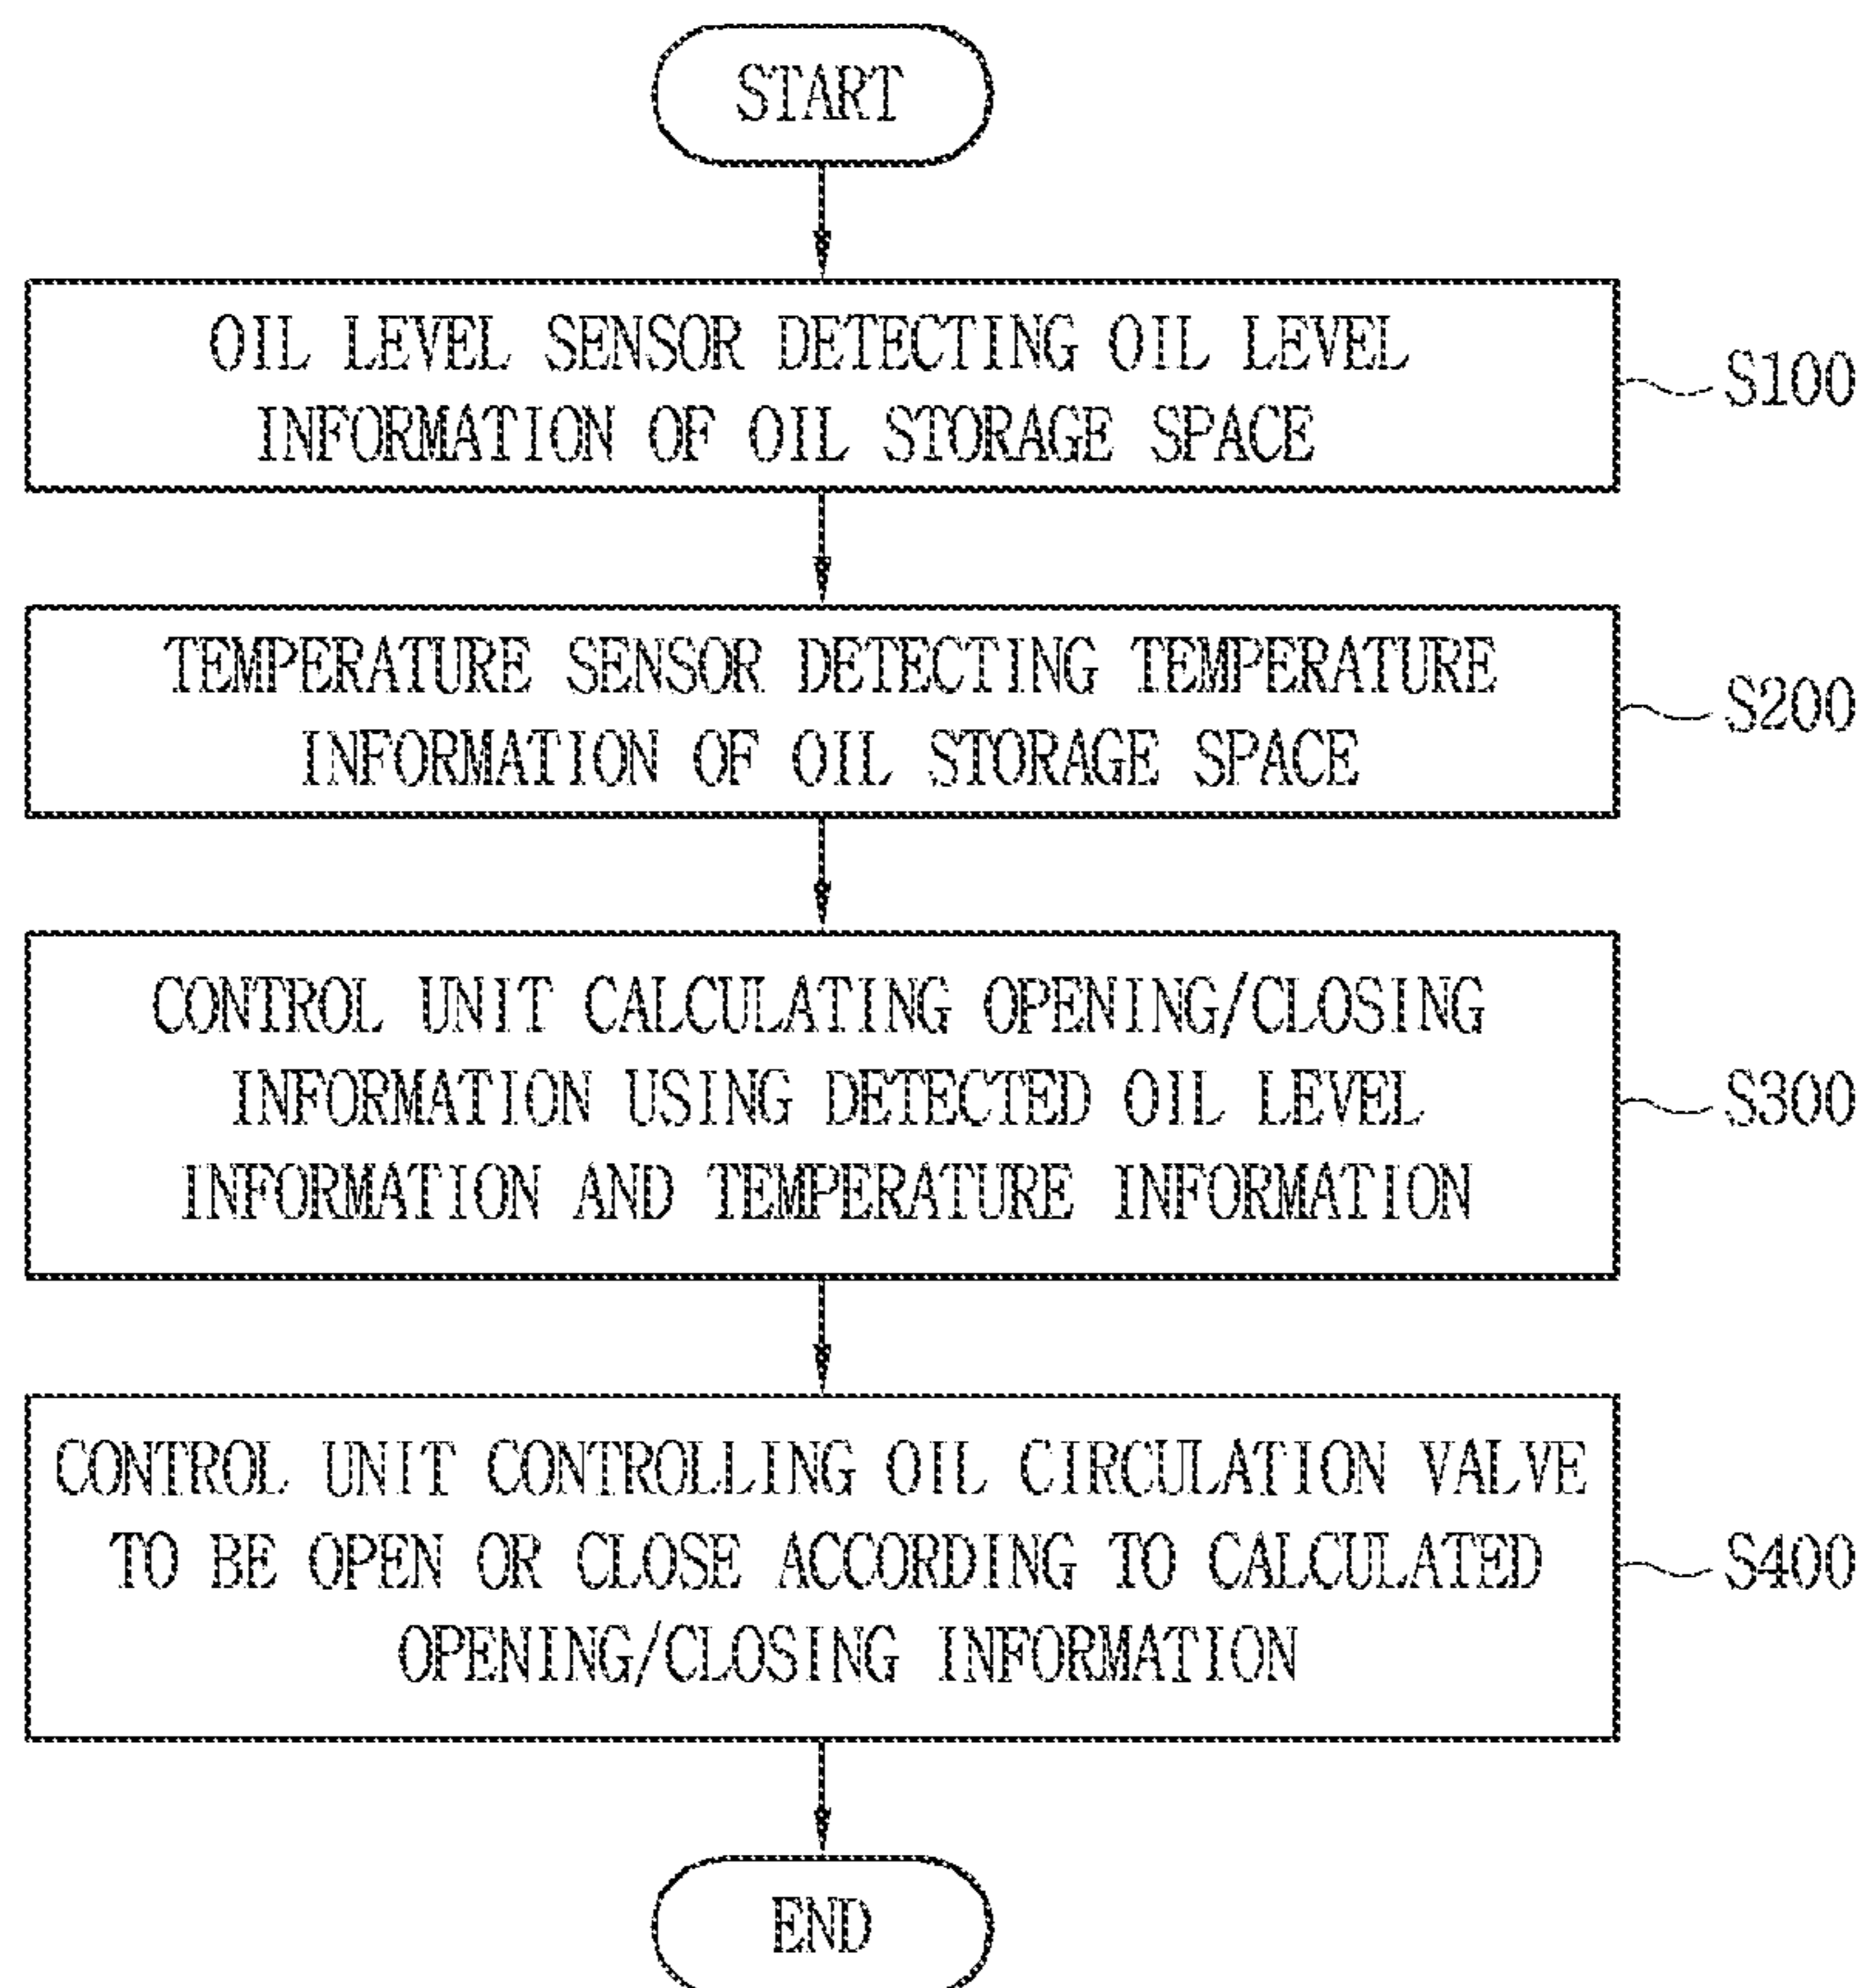 START
OIL LEVEL SENSOR DETECTING OIL LEVEL
INFORMATION OF OIL STORAGE SPACE
S100
TEMPERATURE SENSOR DETECTING TEMPERATURE
INFORMATION OF OIL STORAGE SPACE
S200
CONTROL UNIT CALCULATING OPENING/CLOSING
INFORMATION USING DETECTED OIL LEVEL
INFORMATION AND TEMPERATURE INFORMATION
S300
CONTROL UNIT CONTROLLING OIL CIRCULATION VALVE
TO BE OPEN OR CLOSE ACCORDING TO CALCULATED
OPENING/CLOSING INFORMATION
S400
END